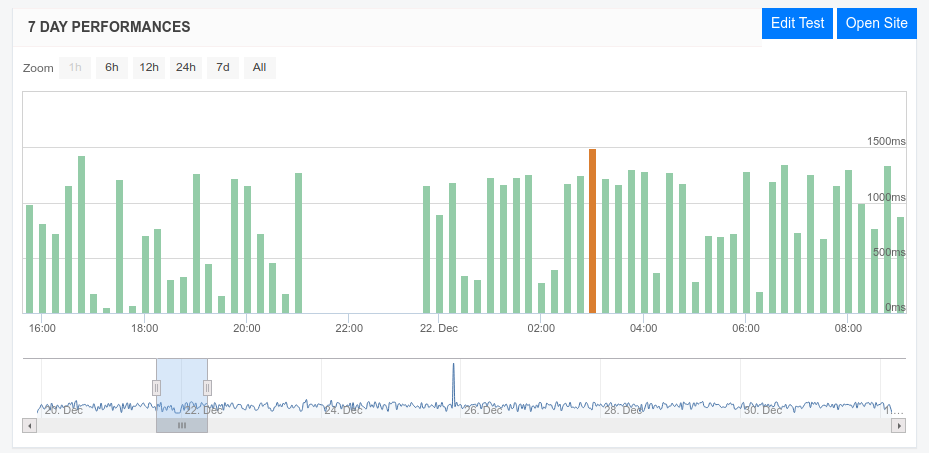 7 DAY PERFORMANCES
Edit Test
Open Site
Zoom 1h 6h 12h 24h 7d All
1500ms
1000ms
500ms
0ms
16:00 18:00 20:00 22:00 22. Dec 02:00 04:00 06:00 08:00
20. Dec 22. Dec 24. Dec 26. Dec 28. Dec 30. Dec